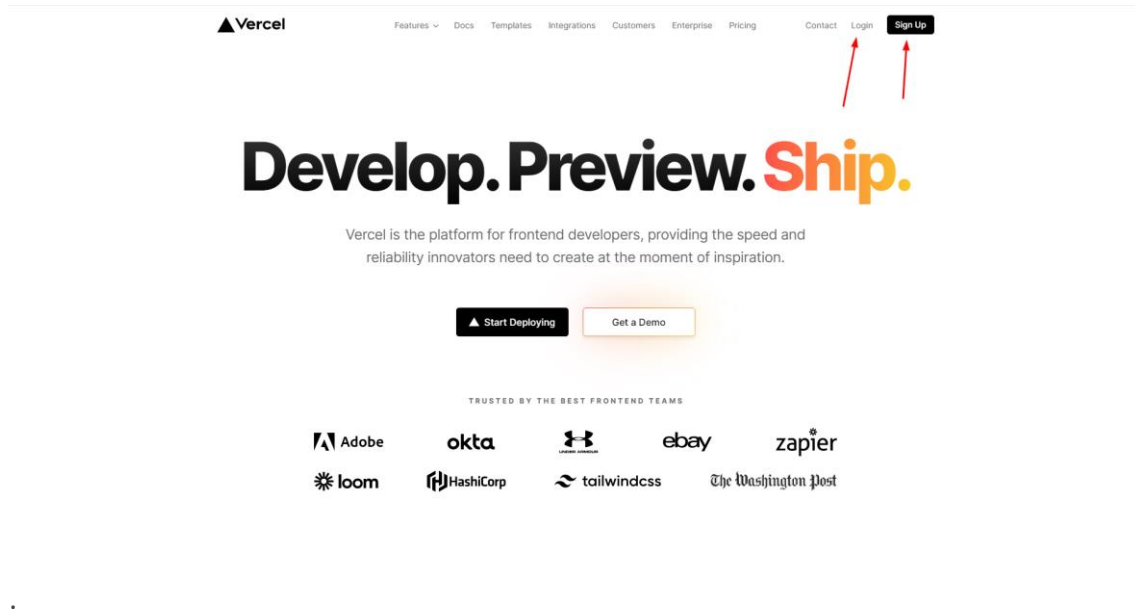 Vercel Features Docs Templates Integrations Customers Enterprise Pricing Contact Login Sign Up
Develop. Preview. Ship.
Vercel is the platform for frontend developers, providing the speed and
reliability innovators need to create at the moment of inspiration.
Start Deploying Get a Demo
TRUSTED BY THE BEST FRONTEND TEAMS
Adobe okta UNDER ARMOUR ebay zapier
loom HashiCorp tailwindcss The Washington Post
.